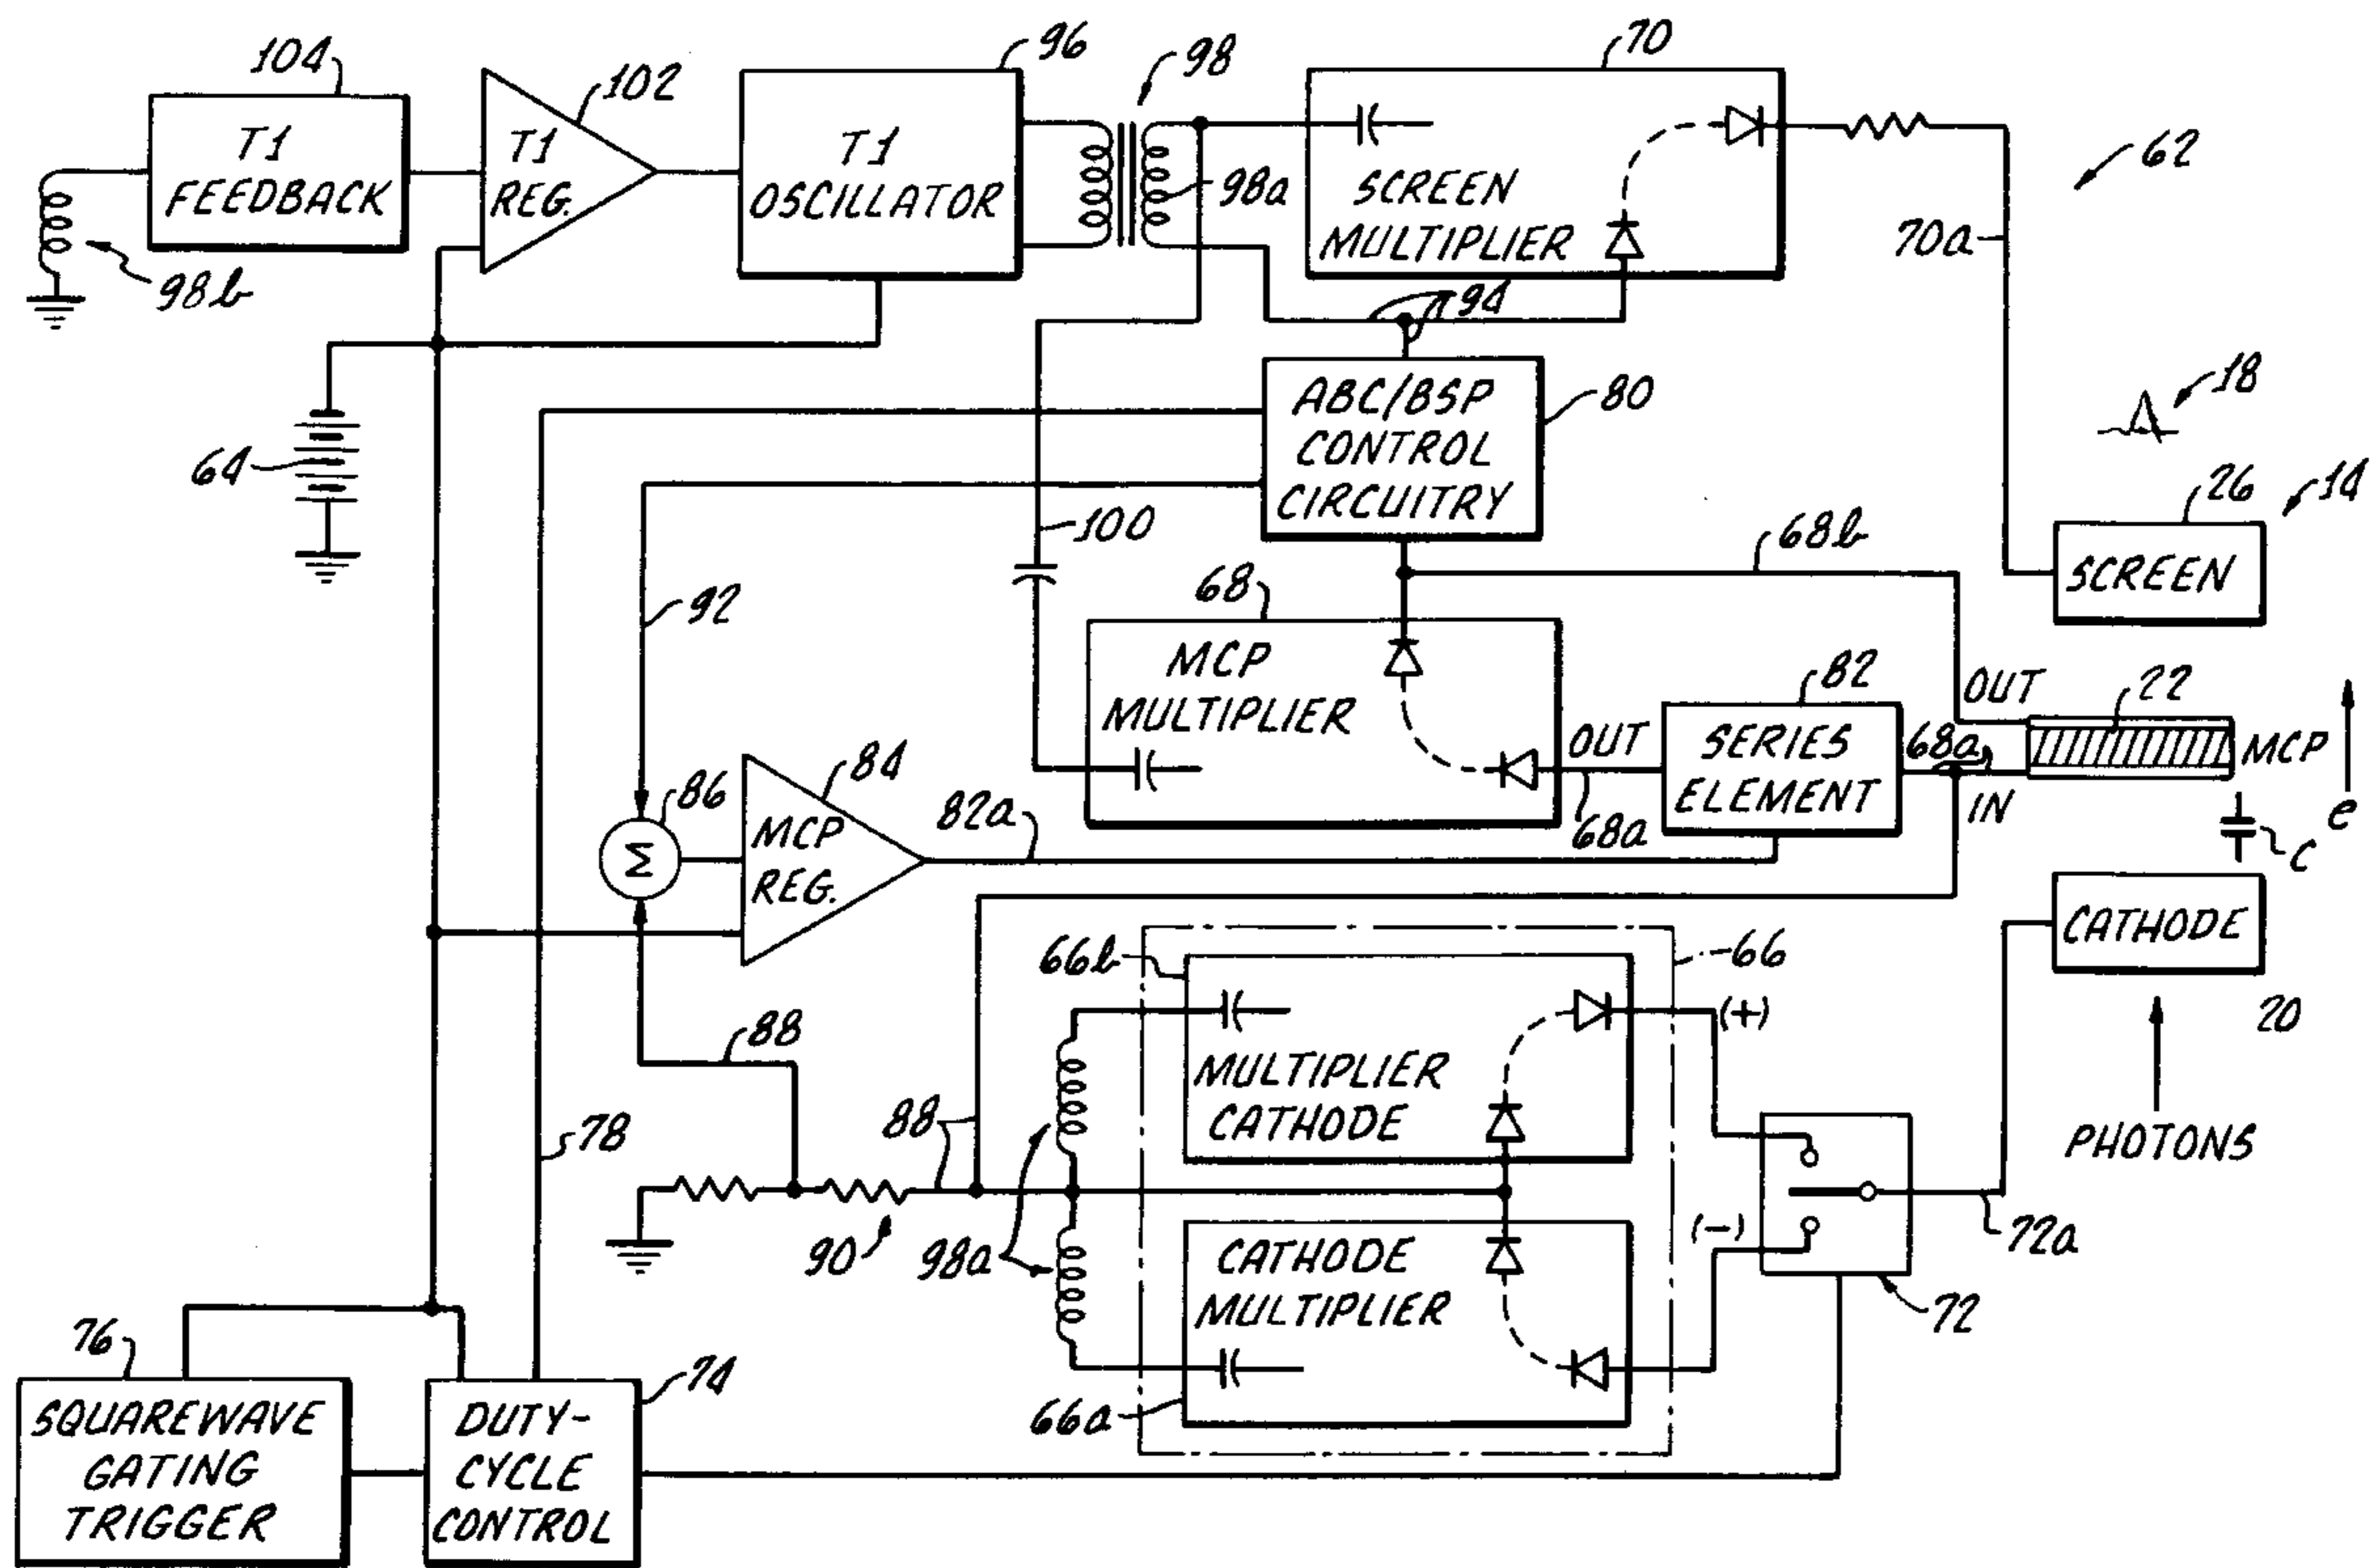 104
102
96
98
70
T1
FEEDBACK
T1
REG.
T1
OSCILLATOR
98a
SCREEN
MULTIPLIER
62
70a
98b
94
64
ABC/BSP
CONTROL
CIRCUITRY
80
18
26
14
SCREEN
100
68b
92
68
MCP
MULTIPLIER
OUT
82
SERIES
ELEMENT
OUT
22
68a
MCP
IN
e
68a
84
86
Σ
MCP
REG.
82a
C
CATHODE
20
PHOTONS
66b
66
(+)
MULTIPLIER
CATHODE
88
88
78
90
98a
(-)
72a
72
CATHODE
MULTIPLIER
66a
76
SQUAREWAVE
GATING
TRIGGER
74
DUTY-
CYCLE
CONTROL